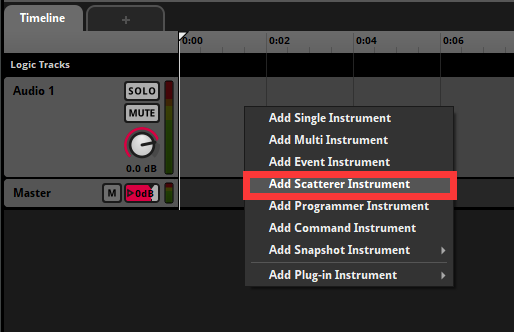 Timeline +
0:00 0:02 0:04 0:06
Logic Tracks
Audio 1 SOLO
MUTE
0.0 dB
Master M 0dB
Add Single Instrument
Add Multi Instrument
Add Event Instrument
Add Scatterer Instrument
Add Programmer Instrument
Add Command Instrument
Add Snapshot Instrument
Add Plug-in Instrument